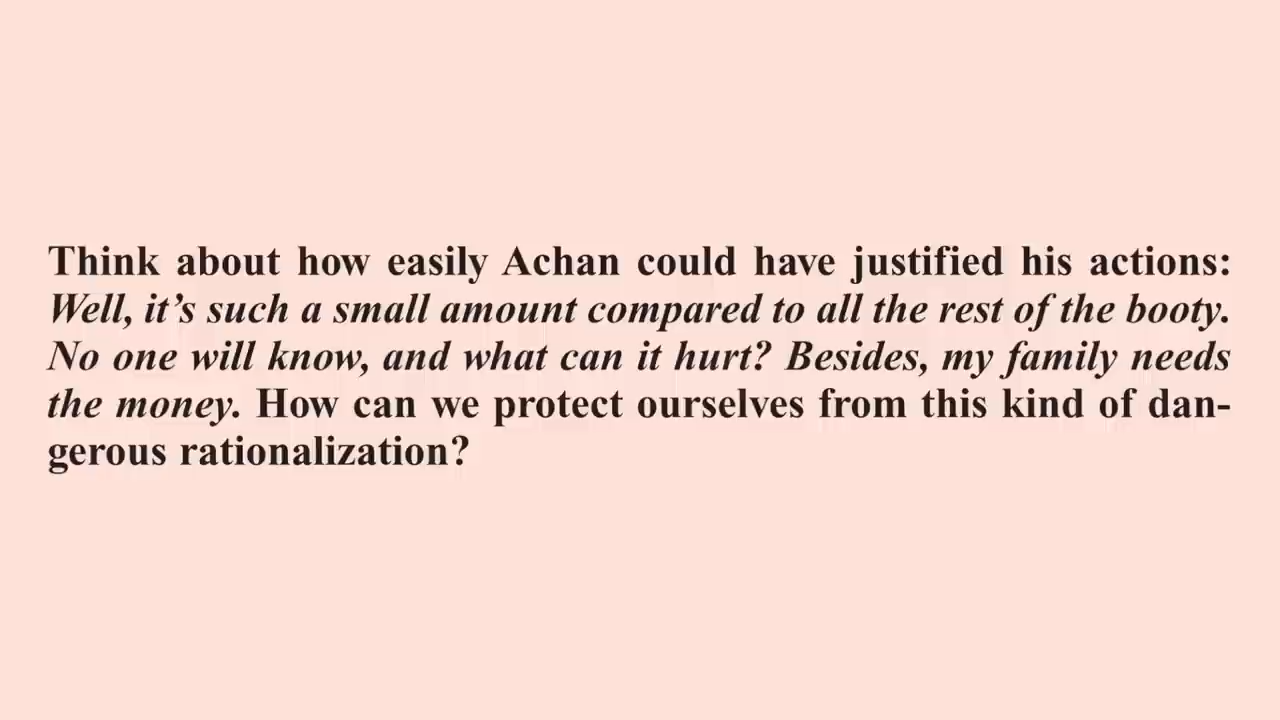 Think about how easily Achan could have justified his actions:
Well, it’s such a small amount compared to all the rest of the booty.
No one will know, and what can it hurt? Besides, my family needs
the money. How can we protect ourselves from this kind of dan-
gerous rationalization?